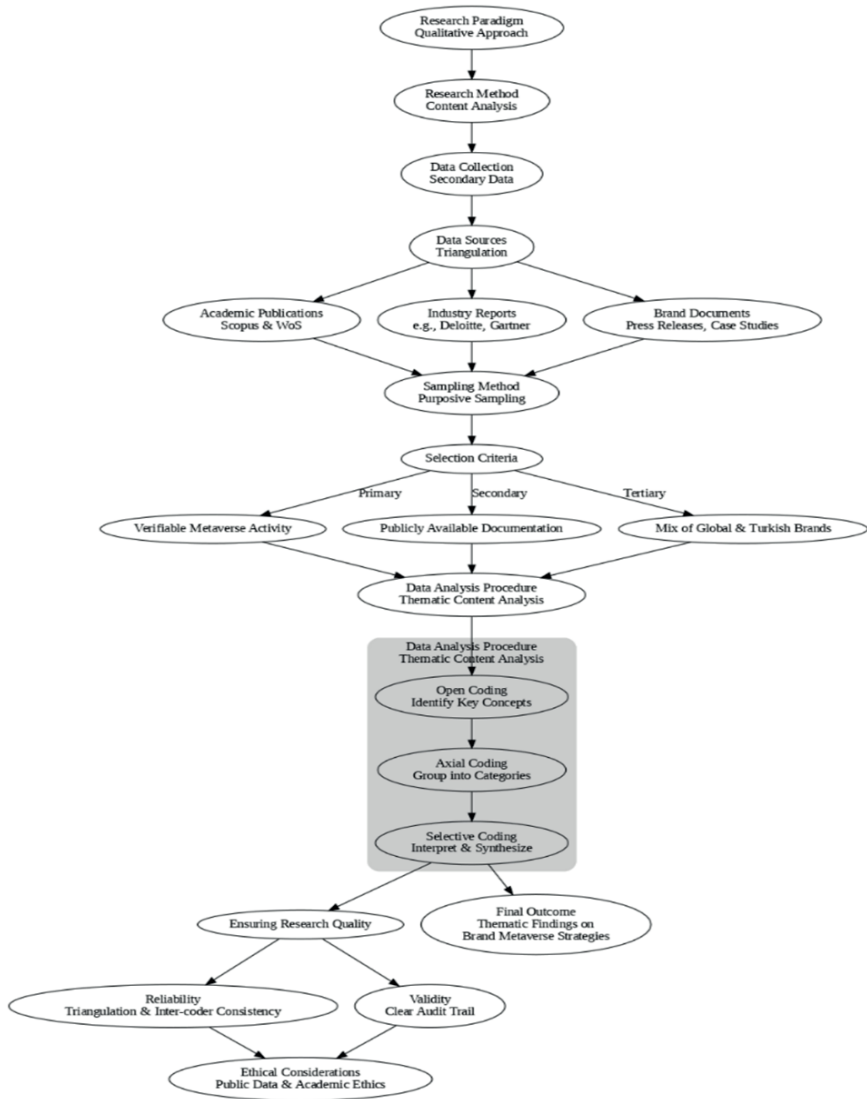 Research Paradigm
Qualitative Approach
Research Method
Content Analysis
Data Collection
Secondary Data
Data Sources
Triangulation
Academic Publications
Scopus & WoS
Industry Reports
e.g., Deloitte, Gartner
Brand Documents
Press Releases, Case Studies
Sampling Method
Purposive Sampling
Selection Criteria
Primary
Secondary
Tertiary
Verifiable Metaverse Activity
Publicly Available Documentation
Mix of Global & Turkish Brands
Data Analysis Procedure
Thematic Content Analysis
Data Analysis Procedure
Thematic Content Analysis
Open Coding
Identify Key Concepts
Axial Coding
Group into Categories
Selective Coding
Interpret & Synthesize
Ensuring Research Quality
Final Outcome
Thematic Findings on
Brand Metaverse Strategies
Reliability
Triangulation & Inter-coder Consistency
Validity
Clear Audit Trail
Ethical Considerations
Public Data & Academic Ethics